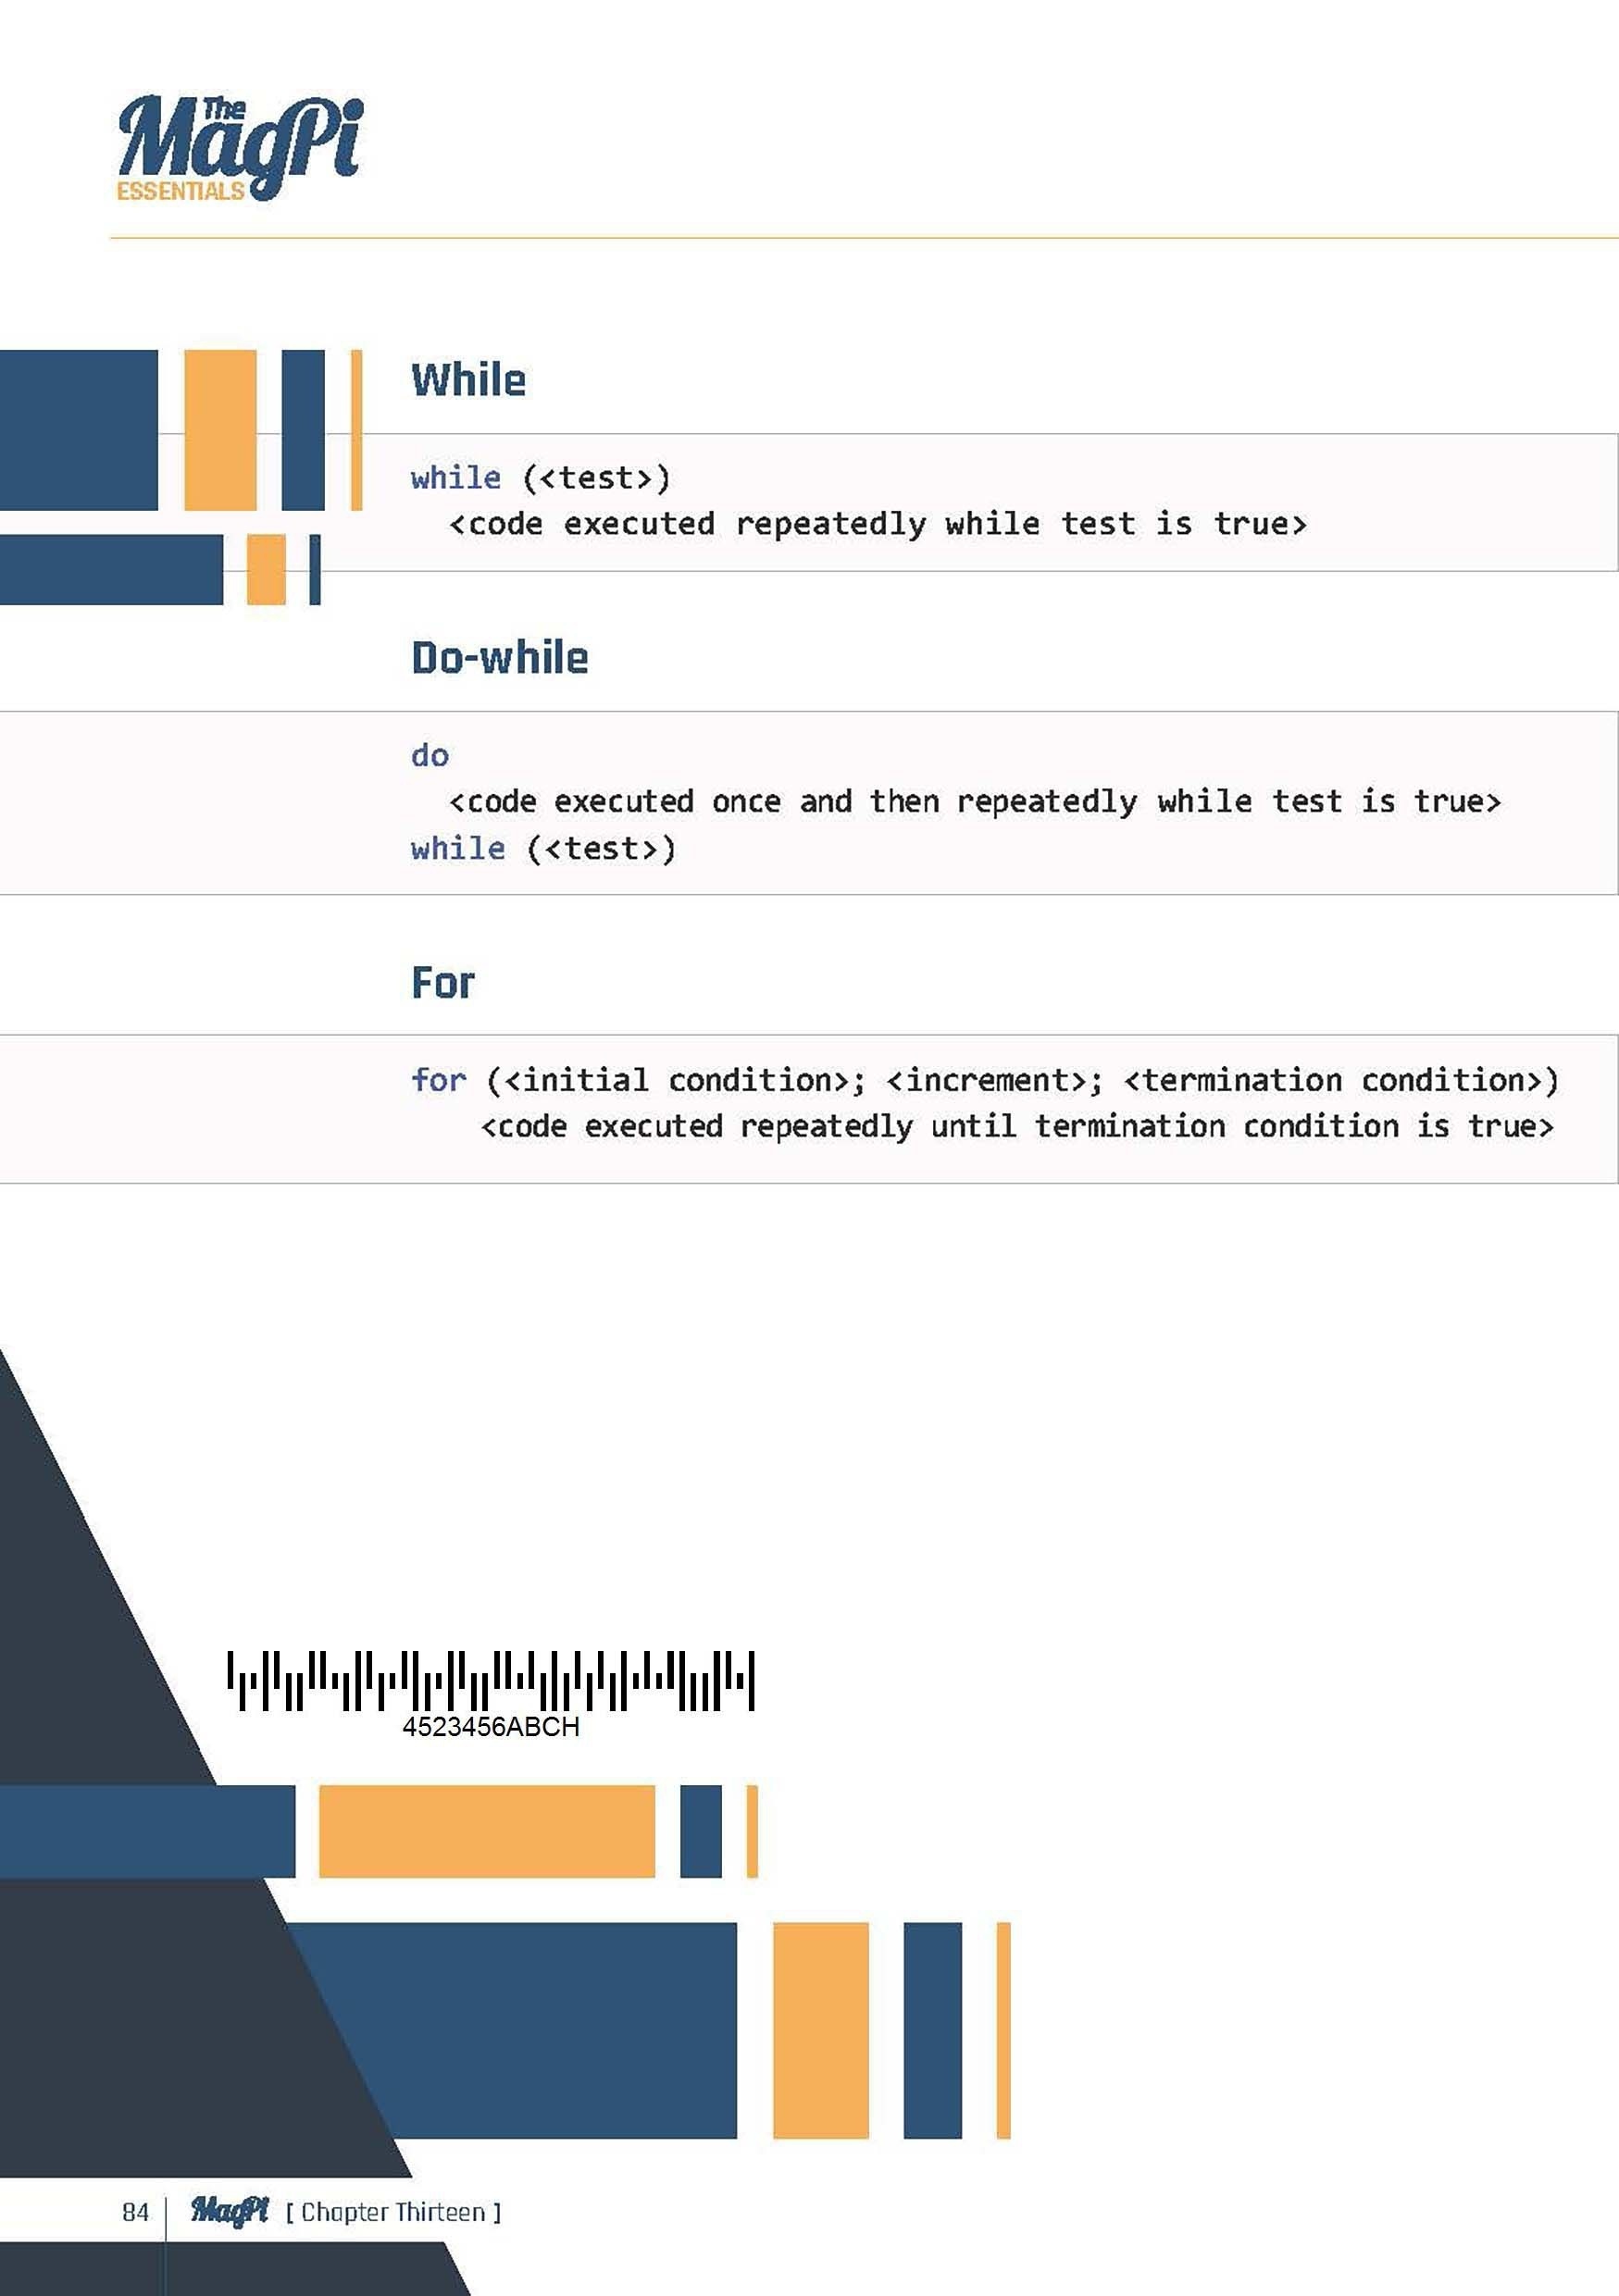 The
MagPi
ESSENTIALS
While
while (<test>)
<code executed repeatedly while test is true>
Do-while
do
<code executed once and then repeatedly while test is true>
while (<test>)
For
for (<initial condition>; <increment>; <termination condition>)
<code executed repeatedly until termination condition is true>
4523456ABCH
84 MagPi [ Chapter Thirteen ]